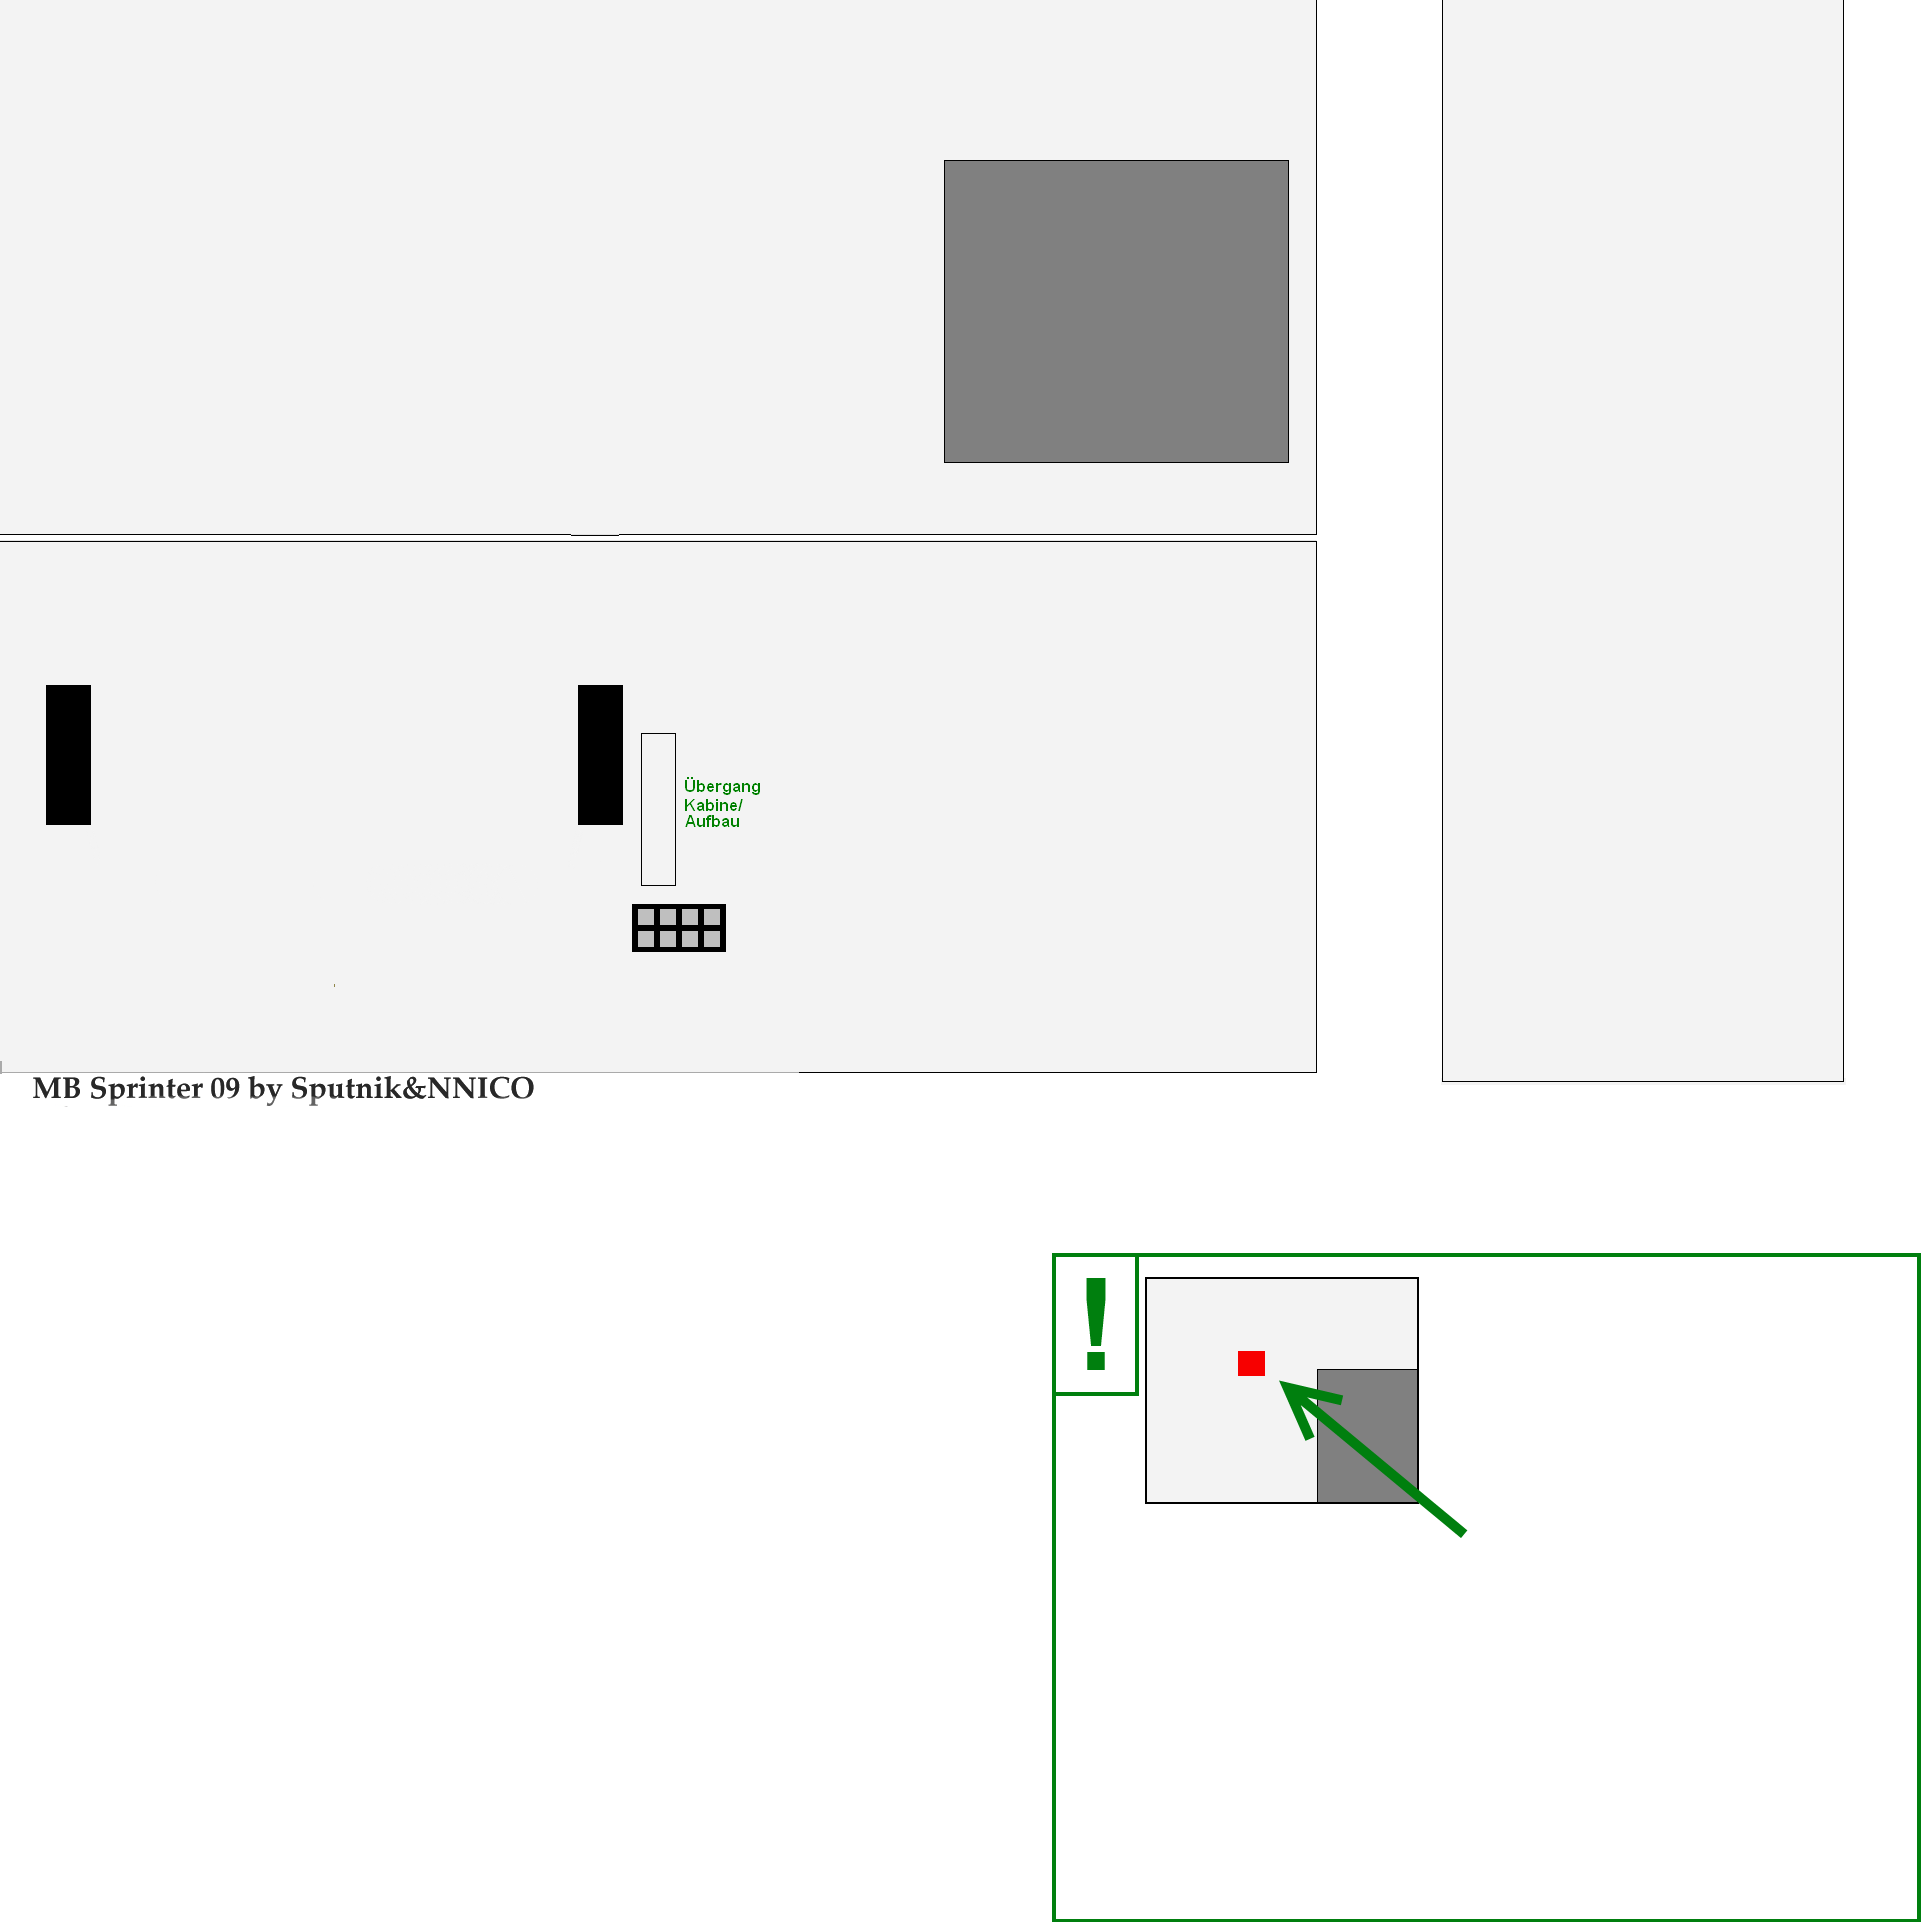 Übergang
Kabine/
Aufbau
MB Sprinter 09 by Sputnik&NNICO
!